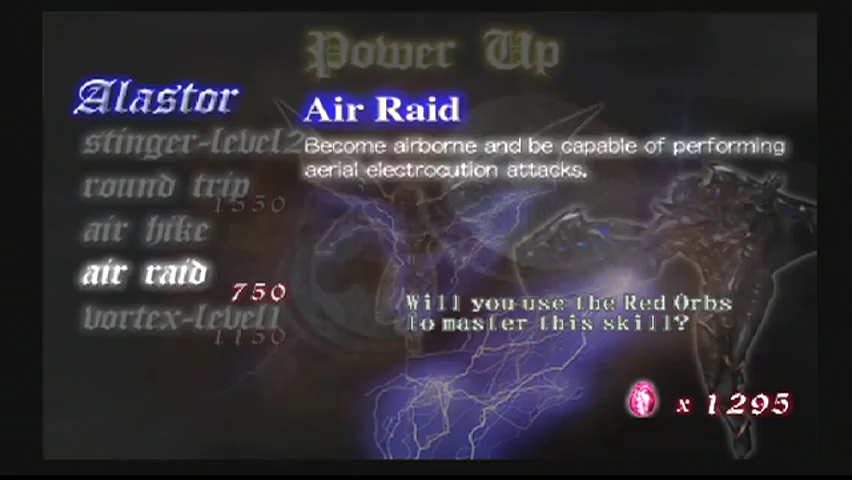 Power Up
Alastor
Air Raid
stinger-level2
Become airborne and be capable of performing
aerial electrocution attacks.
round trip
1550
air hike
air raid
750
Will you use the Red Orbs
to master this skill?
vortex-level1
1150
x 1295